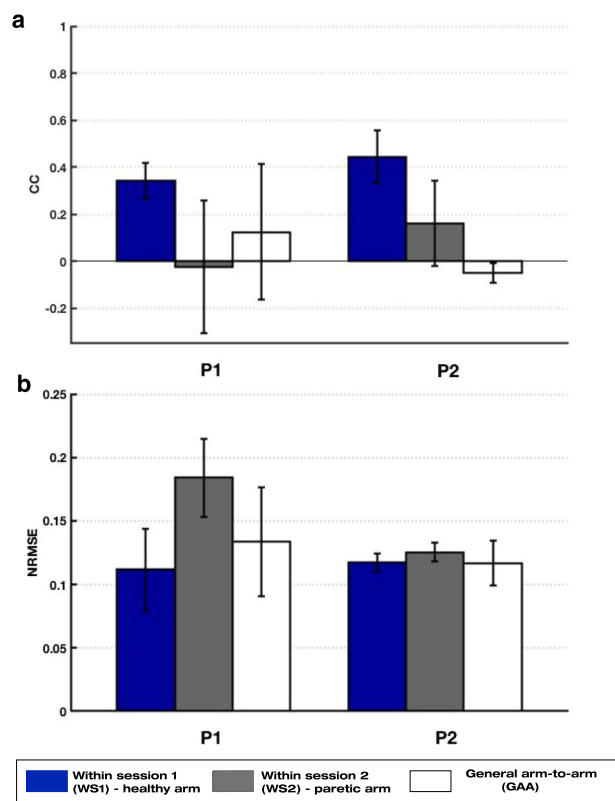 a
1
0.8
0.6
0.4
0.2
0
-0.2
CC
P1 P2
b
0.25
0.2
0.15
0.1
0.05
0
NRMSE
P1 P2
Within session 1 Within session 2 General arm-to-arm
(WS1) - healthy arm (WS2) - paretic arm (GAA)